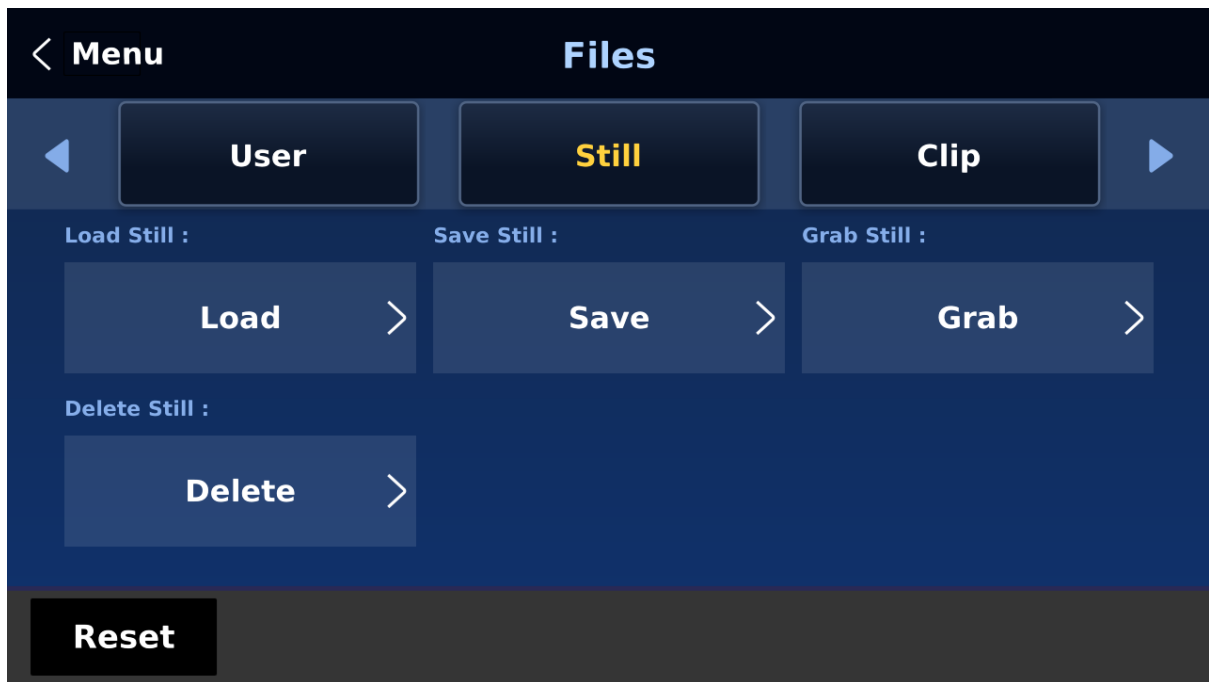 Menu
Files
User
Still
Clip
Load Still :
Save Still :
Grab Still :
Load
Save
Grab
Delete Still :
Delete
Reset